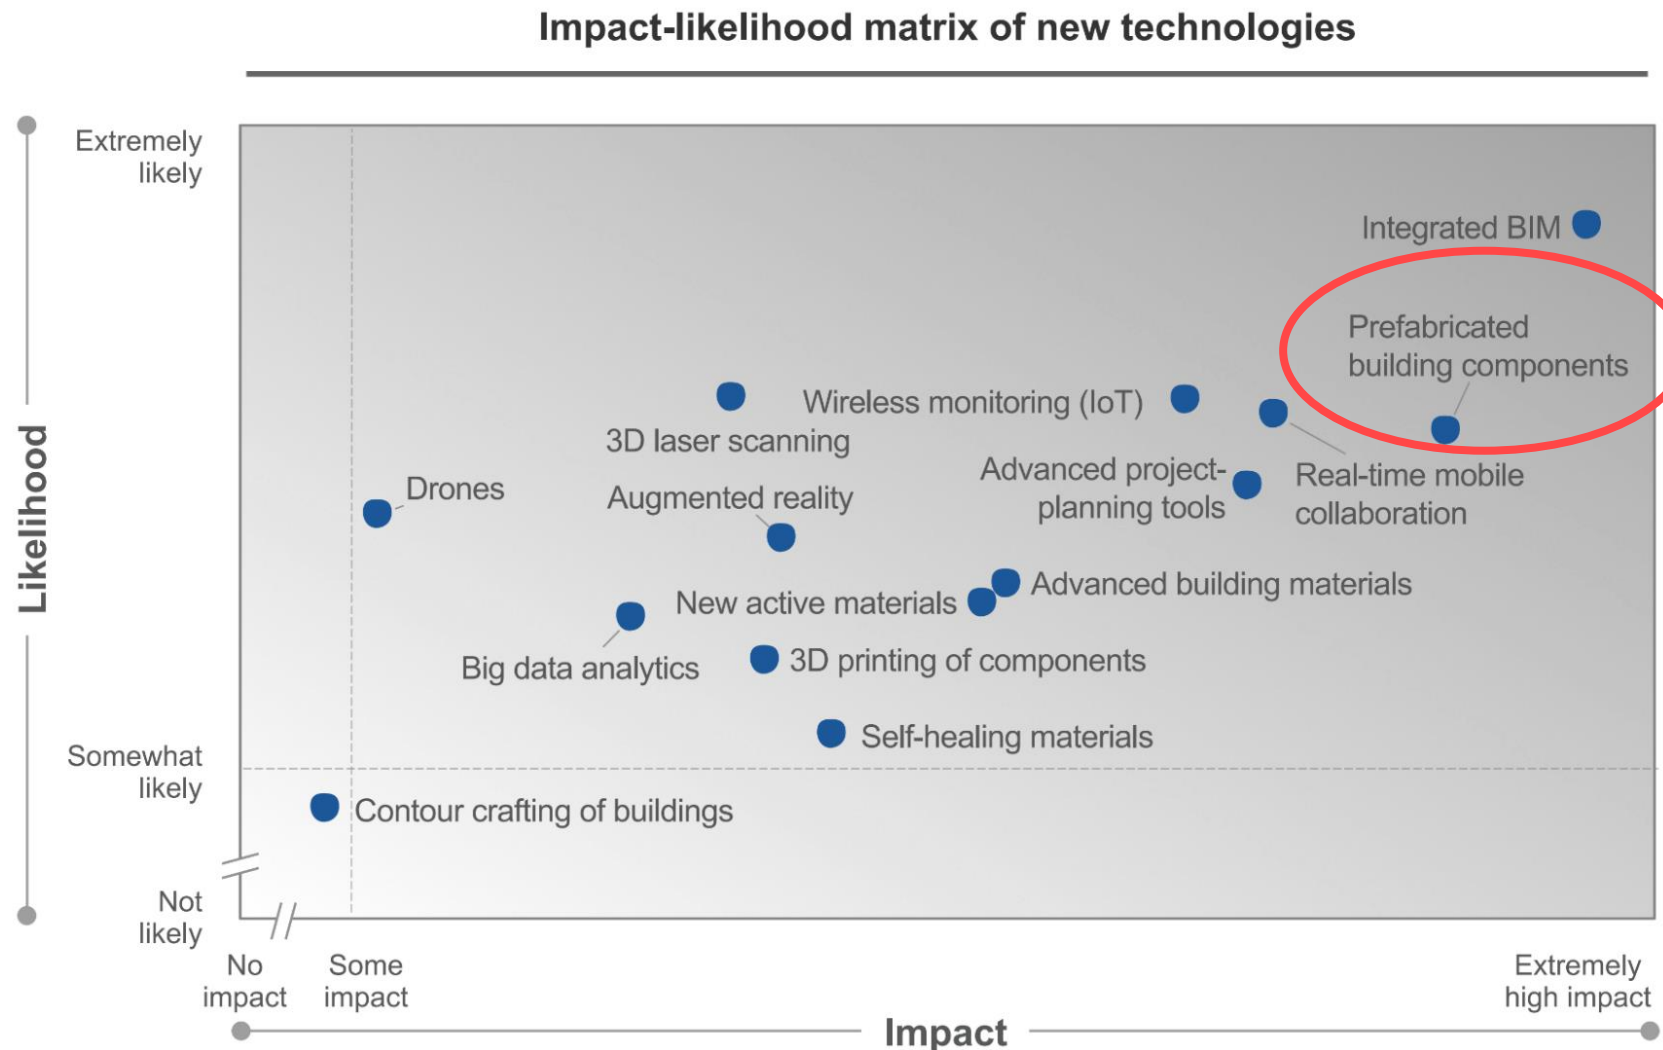 Impact-likelihood matrix of new technologies
Extremely
likely
Integrated BIM
Prefabricated
building components
Wireless monitoring (IoT)
3D laser scanning
Advanced project-
planning tools
Real-time mobile
collaboration
Drones
Augmented reality
Advanced building materials
New active materials
Big data analytics
3D printing of components
Self-healing materials
Somewhat
likely
Contour crafting of buildings
Not
likely
Likelihood
No
impact
Some
impact
Extremely
high impact
Impact